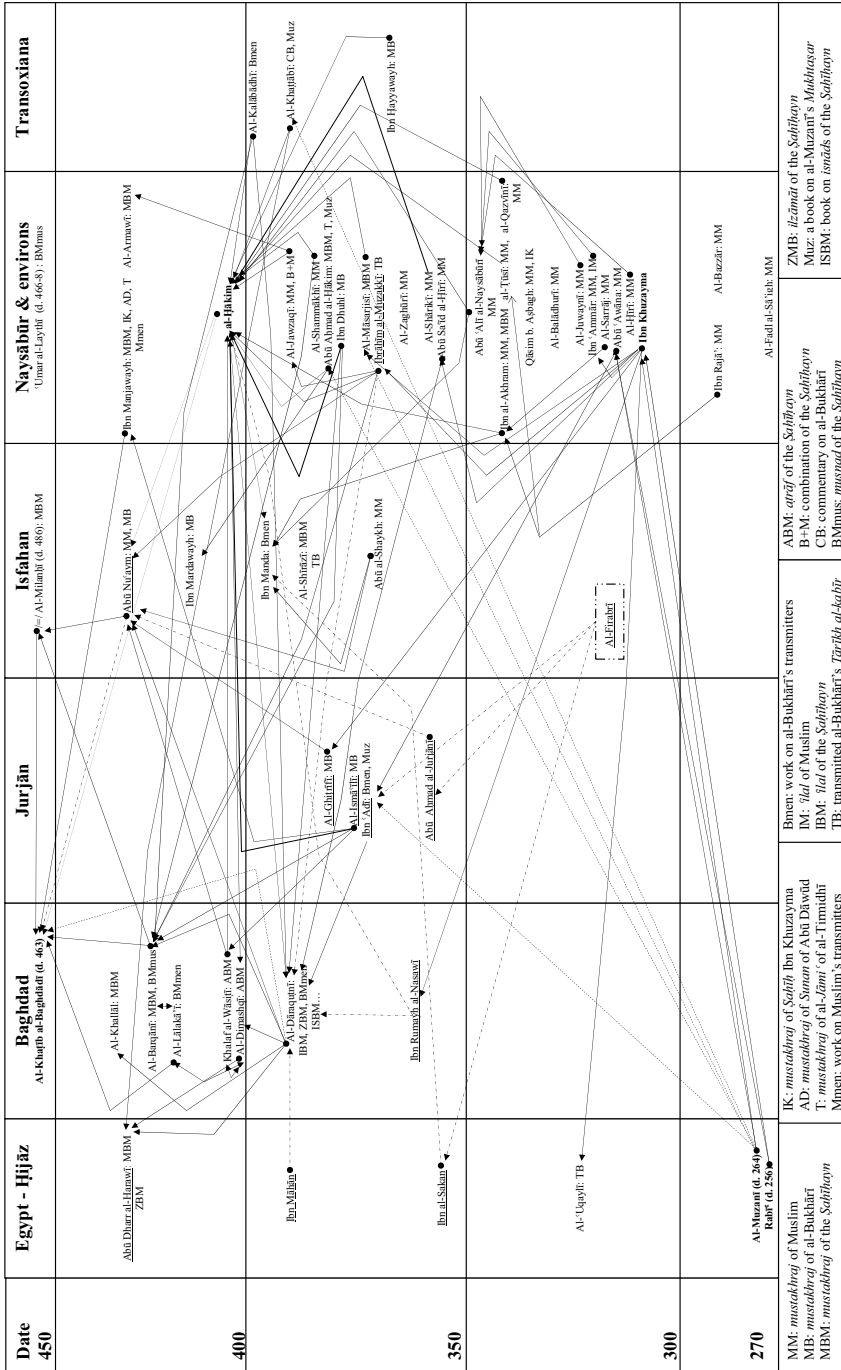 Date
Egypt - Ḥijāz
Baghdad
Jurjān
Isfahan
Naysābūr & environs
Transoxiana
450
400
350
300
270
Al-Khaṭīb al-Baghdādī (d. 463)
/=/ Al-Milanḥī (d. 486): MBM
ʿUmar al-Laythī (d. 466-8) : BMmus
Abū Dharr al-Harawī: MBM
ZBM
Al-Khallāl: MBM
Al-Barqānī: MBM, BMmus
Al-Lālakāʾī: BMmen
Abū Nuʿaym: MM, MB
Ibn Manjawayh: MBM, IK, AD, T
Mmen
Al-Armawī: MBM
Ibn Mardawayh: MB
Khalaf al-Wāsiṭī: ABM
Al-Dimashqī: ABM
al-Ḥākim
Al-Kalābādhī: Bmen
Al-Khaṭṭābī: CB, Muz
Ibn Māhān
Al-Dāraquṭnī:
IBM, ZBM, BMmen
ISBM…
Ibn Manda: Bmen
Al-Shīrāzī: MBM
TB
Al-Jawzaqī: MM, B+M
Al-Shammākhī: MM
Abū Aḥmad al-Ḥākim: MBM, T, Muz
Ibn Dhuhl: MB
Al-Māsarjisī: MBM
Ibrāhīm al-Muzakkī: TB
Al-Ghiṭrīfī: MB
Al-Ismāʿīlī: MB
Ibn ʿAdī: Bmen, Muz
Abū al-Shaykh: MM
Al-Zaghūrī: MM
Al-Shārikī: MM
Abū Saʿīd al-Ḥīrī: MM
Ibn Ḥayyawayh: MB
Ibn al-Sakan
Ibn Rumayḥ al-Nasawī
Abū Aḥmad al-Jurjānī
Abū ʿAlī al-Naysābūrī
MM
Ibn al-Akhram: MM, MBM
al-Ṭūsī: MM,
al-Qazvīnī:
MM
Qāsim b. Aṣbagh: MM, IK
Al-Balādhurī: MM
Al-ʿUqaylī: TB
Al-Firabrī
Al-Juwaynī: MM
Ibn ʿAmmār: MM, IM
Al-Sarrāj: MM
Abū ʿAwāna: MM
Al-Ḥīrī: MM
Ibn Khuzayma
Ibn Rajāʾ: MM
Al-Bazzār: MM
Al-Faḍl al-Ṣāʾigh: MM
Al-Muzanī (d. 264)
Rabīʿ (d. 256)
MM: mustakhraj of Muslim
MB: mustakhraj of al-Bukhārī
MBM: mustakhraj of the Ṣaḥīḥayn
IK: mustakhraj of Ṣaḥīḥ Ibn Khuzayma
AD: mustakhraj of Sunan of Abū Dāwūd
T: mustakhraj of al-Jāmiʿ of al-Tirmidhī
Mmen: work on Muslim's transmitters
Bmen: work on al-Bukhārī's transmitters
IM: ʿilal of Muslim
IBM: ʿilal of the Ṣaḥīḥayn
TB: transmitted al-Bukhārī's Tārīkh al-kabīr
ABM: aṭrāf of the Ṣaḥīḥayn
B+M: combination of the Ṣaḥīḥayn
CB: commentary on al-Bukhārī
BMmus: musnad of the Ṣaḥīḥayn
ZMB: ilzāmāt of the Ṣaḥīḥayn
Muz: a book on al-Muzanī's Mukhtaṣar
ISBM: book on isnāds of the Ṣaḥīḥayn